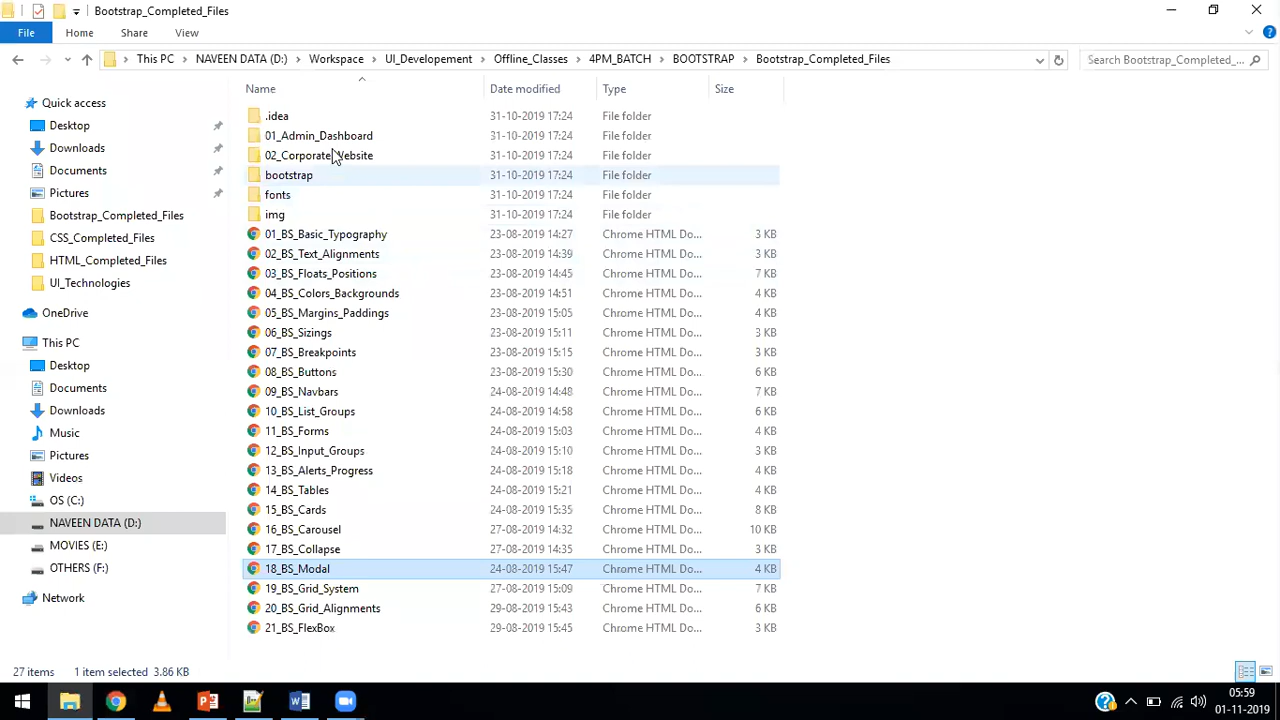 Bootstrap_Completed_Files
File Home Share View
This PC NAVEEN DATA (D:) Workspace UI_Developement Offline_Classes 4PM_BATCH BOOTSTRAP Bootstrap_Completed_Files Search Bootstrap_Completed_...
Name Date modified Type Size
Quick access
Desktop
Downloads
Documents
Pictures
Bootstrap_Completed_Files
CSS_Completed_Files
HTML_Completed_Files
UI_Technologies
OneDrive
This PC
Desktop
Documents
Downloads
Music
Pictures
Videos
OS (C:)
NAVEEN DATA (D:)
MOVIES (E:)
OTHERS (F:)
Network
.idea 31-10-2019 17:24 File folder
01_Admin_Dashboard 31-10-2019 17:24 File folder
02_Corporate_Website 31-10-2019 17:24 File folder
bootstrap 31-10-2019 17:24 File folder
fonts 31-10-2019 17:24 File folder
img 31-10-2019 17:24 File folder
01_BS_Basic_Typography 23-08-2019 14:27 Chrome HTML Do... 3 KB
02_BS_Text_Alignments 23-08-2019 14:39 Chrome HTML Do... 3 KB
03_BS_Floats_Positions 23-08-2019 14:45 Chrome HTML Do... 7 KB
04_BS_Colors_Backgrounds 23-08-2019 14:51 Chrome HTML Do... 4 KB
05_BS_Margins_Paddings 23-08-2019 15:05 Chrome HTML Do... 4 KB
06_BS_Sizings 23-08-2019 15:11 Chrome HTML Do... 3 KB
07_BS_Breakpoints 23-08-2019 15:15 Chrome HTML Do... 3 KB
08_BS_Buttons 23-08-2019 15:30 Chrome HTML Do... 6 KB
09_BS_Navbars 24-08-2019 14:48 Chrome HTML Do... 7 KB
10_BS_List_Groups 24-08-2019 14:58 Chrome HTML Do... 6 KB
11_BS_Forms 24-08-2019 15:03 Chrome HTML Do... 4 KB
12_BS_Input_Groups 24-08-2019 15:10 Chrome HTML Do... 3 KB
13_BS_Alerts_Progress 24-08-2019 15:18 Chrome HTML Do... 4 KB
14_BS_Tables 24-08-2019 15:21 Chrome HTML Do... 4 KB
15_BS_Cards 24-08-2019 15:35 Chrome HTML Do... 8 KB
16_BS_Carousel 27-08-2019 14:32 Chrome HTML Do... 10 KB
17_BS_Collapse 27-08-2019 14:35 Chrome HTML Do... 3 KB
18_BS_Modal 24-08-2019 15:47 Chrome HTML Do... 4 KB
19_BS_Grid_System 27-08-2019 15:09 Chrome HTML Do... 7 KB
20_BS_Grid_Alignments 29-08-2019 15:43 Chrome HTML Do... 6 KB
21_BS_FlexBox 29-08-2019 15:45 Chrome HTML Do... 3 KB
27 items 1 item selected 3.86 KB
05:59
01-11-2019